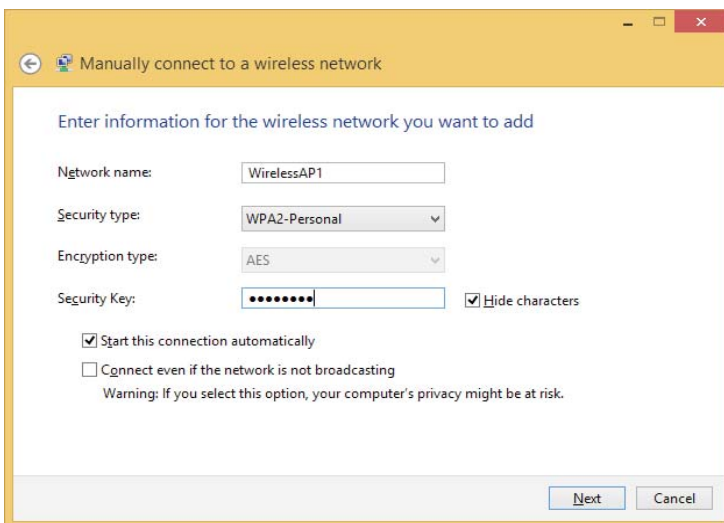 Manually connect to a wireless network
Enter information for the wireless network you want to add
Network name: WirelessAP1
Security type: WPA2-Personal
Encryption type: AES
Security Key: ●●●●●●●● Hide characters
Start this connection automatically
Connect even if the network is not broadcasting
Warning: If you select this option, your computer's privacy might be at risk.
Next Cancel